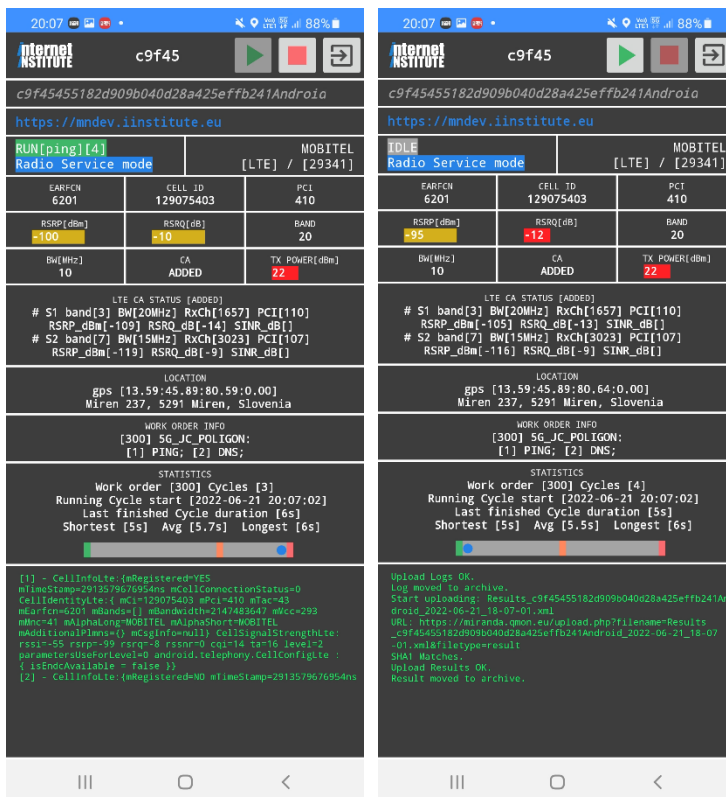 20:07
88%
Internet
INSTITUTE
c9f45
c9f45455182d909b040d28a425effb241Android
https://mndev.iinstitute.eu
RUN[ping][4]
MOBITEL
Radio Service mode
[LTE] / [29341]
EARFCN
6201
CELL ID
129075403
PCI
410
RSRP[dBm]
-100
RSRQ[dB]
-10
BAND
20
BW[MHz]
10
CA
ADDED
TX POWER[dBm]
22
LTE CA STATUS [ADDED]
# S1 band[3] BW[20MHz] RxCh[1657] PCI[110]
RSRP_dBm[-109] RSRQ_dB[-14] SINR_dB[]
# S2 band[7] BW[15MHz] RxCh[3023] PCI[107]
RSRP_dBm[-119] RSRQ_dB[-9] SINR_dB[]
LOCATION
gps [13.59:45.89:80.59:0.00]
Miren 237, 5291 Miren, Slovenia
WORK ORDER INFO
[300] 5G_JC_POLIGON:
[1] PING; [2] DNS;
STATISTICS
Work order [300] Cycles [3]
Running Cycle start [2022-06-21 20:07:02]
Last finished Cycle duration [6s]
Shortest [5s] Avg [5.7s] Longest [6s]
[1] - CellInfoLte:{mRegistered=YES
mTimeStamp=2913579676954ns mCellConnectionStatus=0
CellIdentityLte:{ mCi=129075403 mPci=410 mTac=43
mEarfcn=6201 mBands=[] mBandwidth=2147483647 mMcc=293
mMnc=41 mAlphaLong=MOBITEL mAlphaShort=MOBITEL
mAdditionalPlmns={} mCsgInfo=null} CellSignalStrengthLte:
rssi=-55 rsrp=-99 rsrq=-8 rssnr=0 cqi=14 ta=16 level=2
parametersUseForLevel=0 android.telephony.CellConfigLte :
{ isEndcAvailable = false }}
[2] - CellInfoLte:{mRegistered=NO mTimeStamp=2913579676954ns
20:07
88%
Internet
INSTITUTE
c9f45
c9f45455182d909b040d28a425effb241Android
https://mndev.iinstitute.eu
IDLE
MOBITEL
Radio Service mode
[LTE] / [29341]
EARFCN
6201
CELL ID
129075403
PCI
410
RSRP[dBm]
-95
RSRQ[dB]
-12
BAND
20
BW[MHz]
10
CA
ADDED
TX POWER[dBm]
22
LTE CA STATUS [ADDED]
# S1 band[3] BW[20MHz] RxCh[1657] PCI[110]
RSRP_dBm[-105] RSRQ_dB[-13] SINR_dB[]
# S2 band[7] BW[15MHz] RxCh[3023] PCI[107]
RSRP_dBm[-116] RSRQ_dB[-9] SINR_dB[]
LOCATION
gps [13.59:45.89:80.64:0.00]
Miren 237, 5291 Miren, Slovenia
WORK ORDER INFO
[300] 5G_JC_POLIGON:
[1] PING; [2] DNS;
STATISTICS
Work order [300] Cycles [4]
Running Cycle start [2022-06-21 20:07:02]
Last finished Cycle duration [5s]
Shortest [5s] Avg [5.5s] Longest [6s]
Upload Logs OK.
Log moved to archive.
Start uploading: Results_c9f45455182d909b040d28a425effb241An
droid_2022-06-21_18-07-01.xml
URL: https://miranda.qmon.eu/upload.php?filename=Results
_c9f45455182d909b040d28a425effb241Android_2022-06-21_18-07
-01.xml&filetype=result
SHA1 Matches.
Upload Results OK.
Result moved to archive.